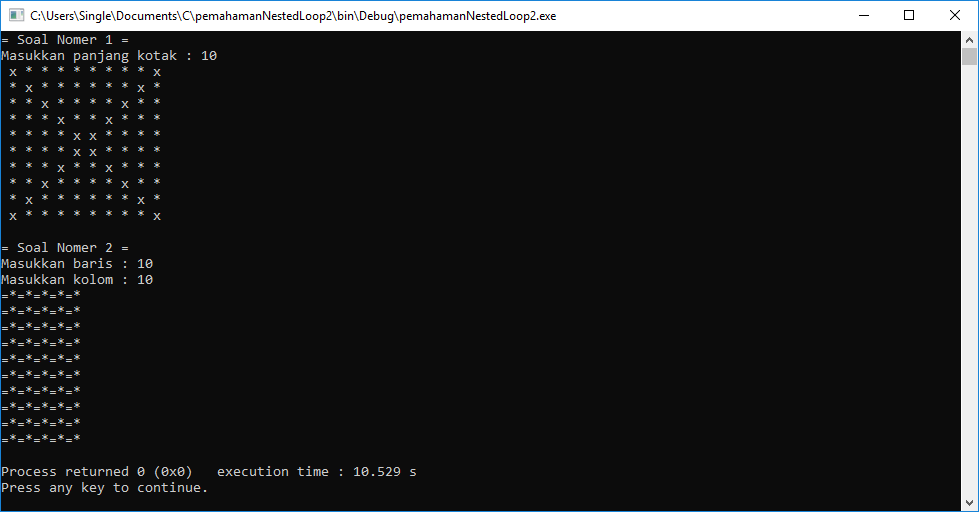 C:\Users\Single\Documents\C\pemahamanNestedLoop2\bin\Debug\pemahamanNestedLoop2.exe
= Soal Nomer 1 =
Masukkan panjang kotak : 10
 x * * * * * * * * x
 * x * * * * * * x *
 * * x * * * * x * *
 * * * x * * x * * *
 * * * * x x * * * *
 * * * * x x * * * *
 * * * x * * x * * *
 * * x * * * * x * *
 * x * * * * * * x *
 x * * * * * * * * x
= Soal Nomer 2 =
Masukkan baris : 10
Masukkan kolom : 10
=*=*=*=*=*
=*=*=*=*=*
=*=*=*=*=*
=*=*=*=*=*
=*=*=*=*=*
=*=*=*=*=*
=*=*=*=*=*
=*=*=*=*=*
=*=*=*=*=*
=*=*=*=*=*
Process returned 0 (0x0)   execution time : 10.529 s
Press any key to continue.